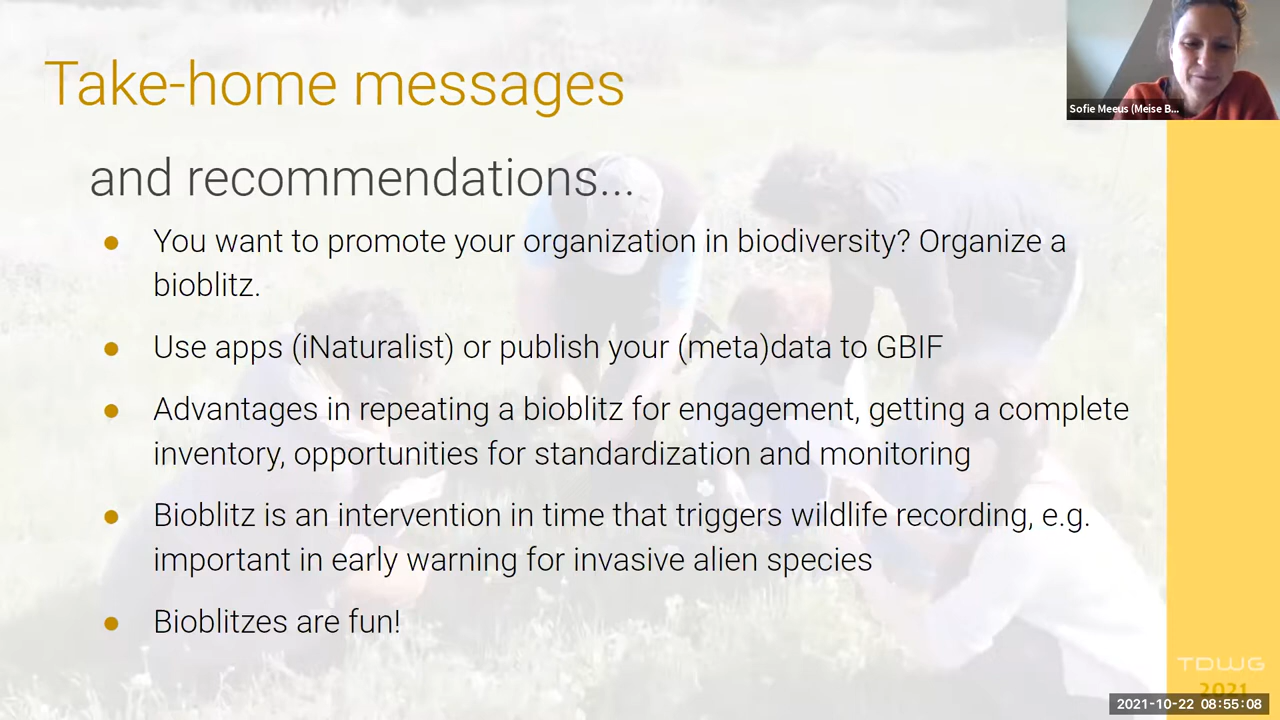 Take-home messages
Sofie Meeus (Meise B...
and recommendations...
● You want to promote your organization in biodiversity? Organize a
bioblitz.
● Use apps (iNaturalist) or publish your (meta)data to GBIF
● Advantages in repeating a bioblitz for engagement, getting a complete
inventory, opportunities for standardization and monitoring
● Bioblitz is an intervention in time that triggers wildlife recording, e.g.
important in early warning for invasive alien species
● Bioblitzes are fun!
TDWG
2021
2021-10-22 08:55:08